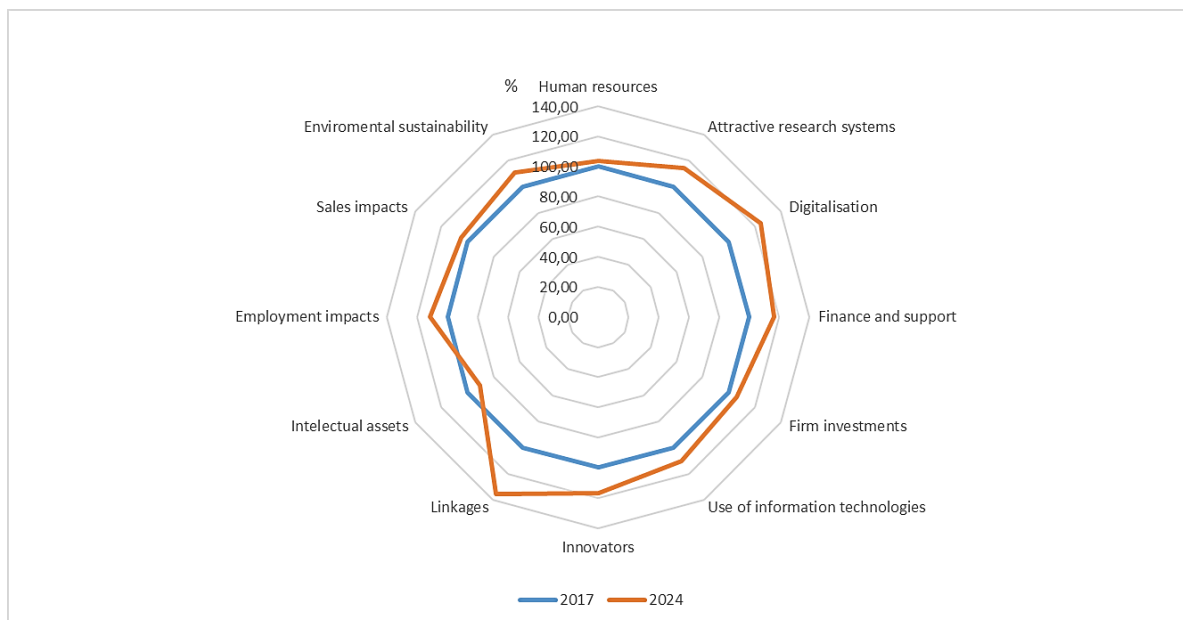 % Human resources
140,00
120,00
100,00
80,00
60,00
40,00
20,00
0,00
Attractive research systems
Digitalisation
Finance and support
Firm investments
Use of information technologies
Innovators
Linkages
Intelectual assets
Employment impacts
Sales impacts
Enviromental sustainability
2017 2024